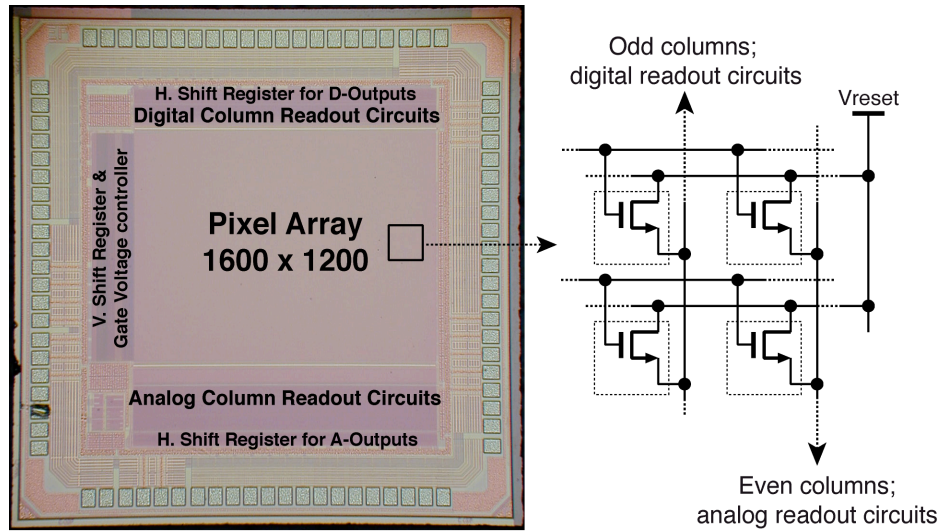 H. Shift Register for D-Outputs
Digital Column Readout Circuits
V. Shift Register &
Gate Voltage controller
Pixel Array
1600 x 1200
Analog Column Readout Circuits
H. Shift Register for A-Outputs
Odd columns;
digital readout circuits
Vreset
Even columns;
analog readout circuits